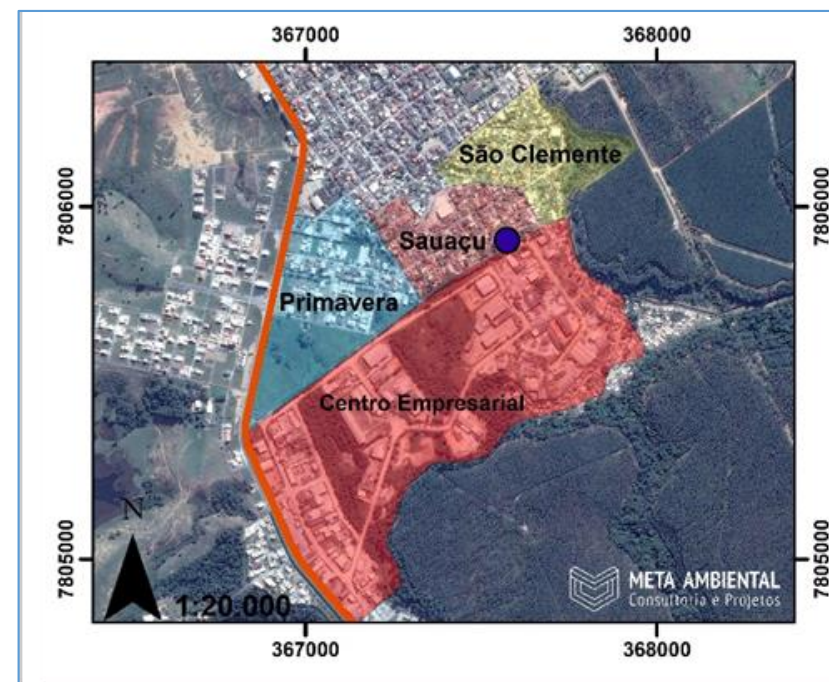 367000
368000
7806000
7806000
São Clemente
Sauaçu
Primavera
Centro Empresarial
7805000
7805000
N
1:20.000
META AMBIENTAL
Consultoria e Projetos
367000
368000